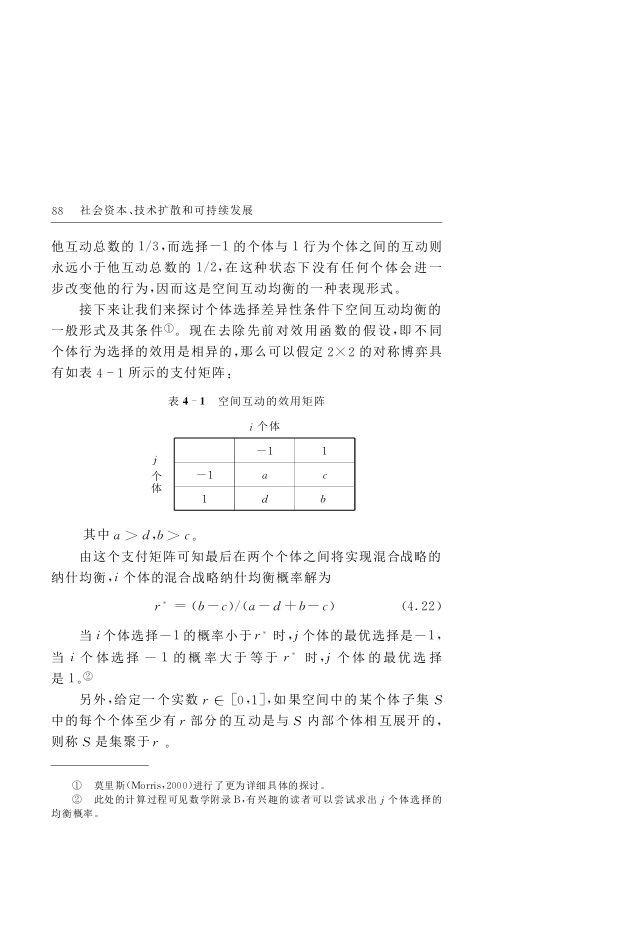 88 社会资本、技术扩散和可持续发展
他互动总数的 1/3,而选择-1 的个体与 1 行为个体之间的互动则
永远小于他互动总数的 1/2,在这种状态下没有任何个体会进一
步改变他的行为,因而这是空间互动均衡的一种表现形式。
接下来让我们来探讨个体选择差异性条件下空间互动均衡的
一般形式及其条件①。现在去除先前对效用函数的假设,即不同
个体行为选择的效用是相异的,那么可以假定 2×2 的对称博弈具
有如表 4-1 所示的支付矩阵:
表 4-1 空间互动的效用矩阵
i 个体
j 个体
-1 1
-1 a c
1 d b
其中 a > d,b > c。
由这个支付矩阵可知最后在两个个体之间将实现混合战略的
纳什均衡,i 个体的混合战略纳什均衡概率解为
r* = (b-c)/(a-d+b-c) (4.22)
当 i 个体选择-1 的概率小于 r* 时,j 个体的最优选择是-1,
当 i 个体选择 -1 的概率大于等于 r* 时,j 个体的最优选择
是 1。②
另外,给定一个实数 r ∈ [0,1],如果空间中的某个体子集 S
中的每个个体至少有 r 部分的互动是与 S 内部个体相互展开的,
则称 S 是集聚于 r 。
① 莫里斯(Morris,2000)进行了更为详细具体的探讨。
② 此处的计算过程可见数学附录 B,有兴趣的读者可以尝试求出 j 个体选择的
均衡概率。